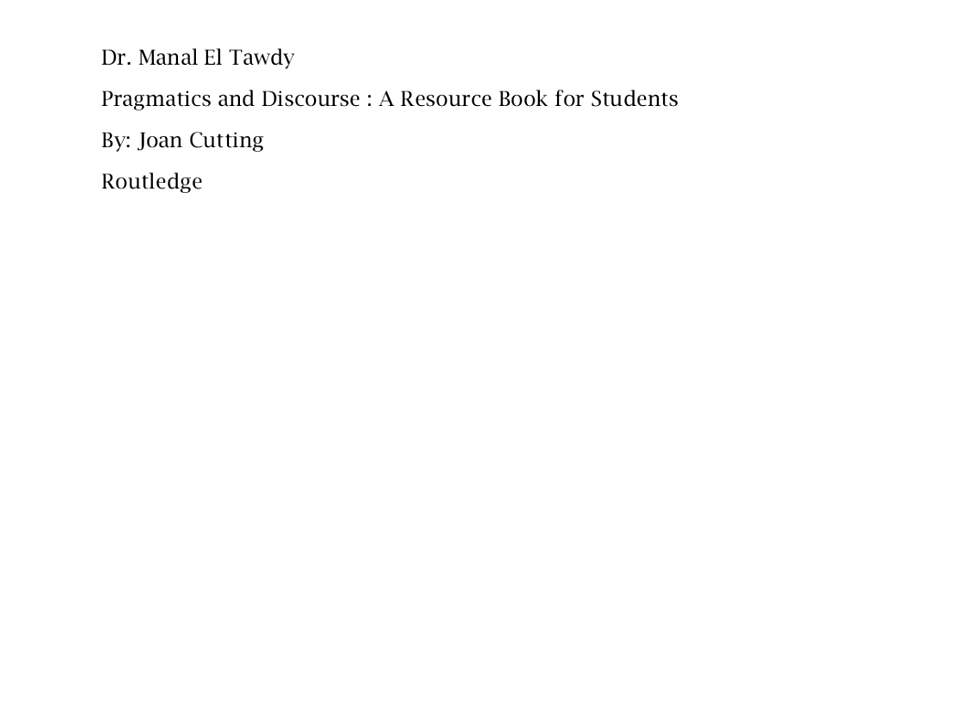 Dr. Manal El Tawdy
Pragmatics and Discourse : A Resource Book for Students
By: Joan Cutting
Routledge